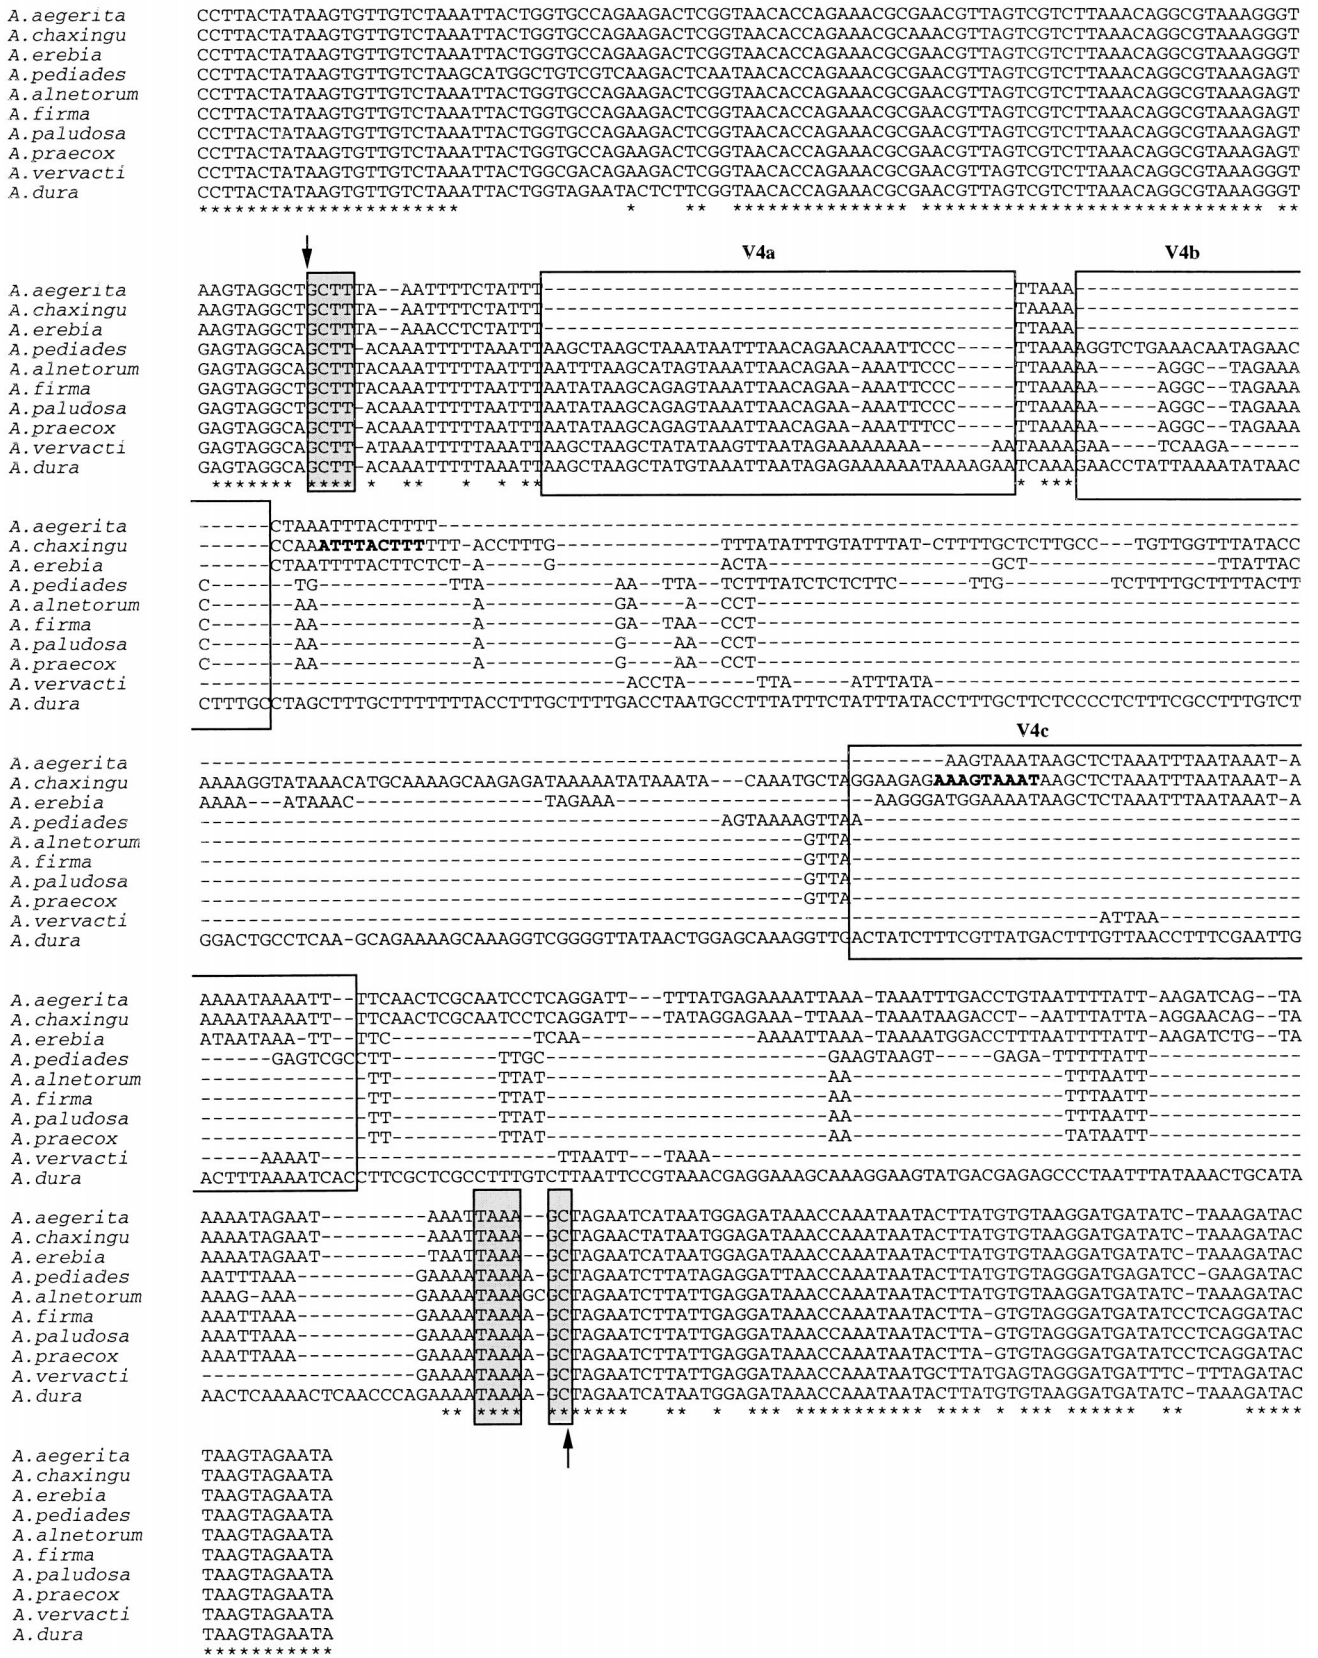 A.aegerita CCTTACTATAAGTGTTGTCTAAATTACTGGTGCCAGAAGACTCGGTAACACCAGAAACGCGAACGTTAGTCGTCTTAAACAGGCGTAAAGGGT
A.chaxingu CCTTACTATAAGTGTTGTCTAAATTACTGGTGCCAGAAGACTCGGTAACACCAGAAACGCAAACGTTAGTCGTCTTAAACAGGCGTAAAGGGT
A.erebia CCTTACTATAAGTGTTGTCTAAATTACTGGTGCCAGAAGACTCGGTAACACCAGAAACGCGAACGTTAGTCGTCTTAAACAGGCGTAAAGGGT
A.pediades CCTTACTATAAGTGTTGTCTAAGCATGGCTGTCGTCAAGACTCAATAACACCAGAAACGCGAACGTTAGTCGTCTTAAACAGGCGTAAAGAGT
A.alnetorum CCTTACTATAAGTGTTGTCTAAATTACTGGTGCCAGAAGACTCGGTAACACCAGAAACGCGAACGTTAGTCGTCTTAAACAGGCGTAAAGAGT
A.firma CCTTACTATAAGTGTTGTCTAAATTACTGGTGCCAGAAGACTCGGTAACACCAGAAACGCGAACGTTAGTCGTCTTAAACAGGCGTAAAGAGT
A.paludosa CCTTACTATAAGTGTTGTCTAAATTACTGGTGCCAGAAGACTCGGTAACACCAGAAACGCGAACGTTAGTCGTCTTAAACAGGCGTAAAGAGT
A.praecox CCTTACTATAAGTGTTGTCTAAATTACTGGTGCCAGAAGACTCGGTAACACCAGAAACGCGAACGTTAGTCGTCTTAAACAGGCGTAAAGAGT
A.vervacti CCTTACTATAAGTGTTGTCTAAATTACTGGCGACAGAAGACTCGGTAACACCAGAAACGCGAACGTTAGTCGTCTTAAACAGGCGTAAAGGGT
A.dura CCTTACTATAAGTGTTGTCTAAATTACTGGTAGAATACTCTTCGGTAACACCAGAAACGCGAACGTTAGTCGTCTTAAACAGGCGTAAAGGGT
********************** * ** *************** ***************************** **
V4a V4b
A.aegerita AAGTAGGCTGCTTTA--AATTTTCTATTT----------------------------------------TTAAA-------------------
A.chaxingu AAGTAGGCTGCTTTA--AATTTTCTATTT----------------------------------------TAAAA-------------------
A.erebia AAGTAGGCTGCTTTA--AAACCTCTATTT----------------------------------------TTAAA-------------------
A.pediades GAGTAGGCAGCTT-ACAAATTTTTAAATTAAGCTAAGCTAAATAATTTAACAGAACAAATTCCC-----TTAAAAGGTCTGAAACAATAGAAC
A.alnetorum GAGTAGGCAGCTTTACAAATTTTTAATTTAATTTAAGCATAGTAAATTAACAGAA-AAATTCCC-----TTAAAAA-----AGGC--TAGAAA
A.firma GAGTAGGCTGCTTTACAAATTTTTAATTTAATATAAGCAGAGTAAATTAACAGAA-AAATTCCC-----TTAAAAA-----AGGC--TAGAAA
A.paludosa GAGTAGGCTGCTT-ACAAATTTTTAATTTAATATAAGCAGAGTAAATTAACAGAA-AAATTCCC-----TTAAAAA-----AGGC--TAGAAA
A.praecox GAGTAGGCAGCTT-ACAAATTTTTAATTTAATATAAGCAGAGTAAATTAACAGAA-AAATTTCC-----TTAAAAA-----AGGC--TAGAAA
A.vervacti GAGTAGGCAGCTT-ATAAATTTTTAAATTAAGCTAAGCTATATAAGTTAATAGAAAAAAAA------AATAAAAGAA----TCAAGA------
A.dura GAGTAGGCAGCTT-ACAAATTTTTAAATTAAGCTAAGCTATGTAAATTAATAGAGAAAAAATAAAAGAATCAAAGAACCTATTAAAATATAAC
******* **** * ** * * ** * ***
A.aegerita ------CTAAATTTACTTTT-------------------------------------------------------------------------
A.chaxingu ------CCAAATTTACTTTTTT-ACCTTTG--------------TTTATATTTGTATTTAT-CTTTTGCTCTTGCC---TGTTGGTTTATACC
A.erebia ------CTAATTTTACTTCTCT-A-----G--------------ACTA-------------------GCT----------------TTATTAC
A.pediades C-------TG-----------TTA-----------AA--TTA--TCTTTATCTCTCTTC------TTG---------TCTTTTGCTTTTACTT
A.alnetorum C-------AA-------------A-----------GA----A--CCT----------------------------------------------
A.firma C-------AA-------------A-----------GA--TAA--CCT----------------------------------------------
A.paludosa C-------AA-------------A-----------G----AA--CCT----------------------------------------------
A.praecox C-------AA-------------A-----------G----AA--CCT----------------------------------------------
A.vervacti ------------------------------------ACCTA------TTA-----ATTTATA-------------------------------
A.dura CTTTGCCTAGCTTTGCTTTTTTTACCTTTGCTTTTGACCTAATGCCTTTATTTCTATTTATACCTTTGCTTCTCCCCTCTTTCGCCTTTGTCT
V4c
A.aegerita ---------------------------------------------------------------AAGTAAATAAGCTCTAAATTTAATAAAT-A
A.chaxingu AAAAGGTATAAACATGCAAAAGCAAGAGATAAAAATATAAATA---CAAATGCTAGGAAGAGAAAGTAAATAAGCTCTAAATTTAATAAAT-A
A.erebia AAAA---ATAAAC----------------TAGAAA----------------------AAGGGATGGAAAATAAGCTCTAAATTTAATAAAT-A
A.pediades --------------------------------------------AGTAAAAGTTAA-------------------------------------
A.alnetorum ---------------------------------------------------GTTA--------------------------------------
A.firma ---------------------------------------------------GTTA--------------------------------------
A.paludosa ---------------------------------------------------GTTA--------------------------------------
A.praecox ---------------------------------------------------GTTA--------------------------------------
A.vervacti ----------------------------------------------------------------------------ATTAA------------
A.dura GGACTGCCTCAA-GCAGAAAAGCAAAGGTCGGGGTTATAACTGGAGCAAAGGTTGACTATCTTTCGTTATGACTTTGTTAACCTTTCGAATTG
A.aegerita AAAATAAAATT--TTCAACTCGCAATCCTCAGGATT---TTTATGAGAAAATTAAA-TAAATTTGACCTGTAATTTTATT-AAGATCAG--TA
A.chaxingu AAAATAAAATT--TTCAACTCGCAATCCTCAGGATT---TATAGGAGAAA-TTAAA-TAAATAAGACCT--AATTTATTA-AGGAACAG--TA
A.erebia ATAATAAA-TT--TTC------------TCAA---------------AAAATTAAA-TAAAATGGACCTTTAATTTTATT-AAGATCTG--TA
A.pediades ------GAGTCGCCTT---------TTGC------------------------GAAGTAAGT-----GAGA-TTTTTATT-------------
A.alnetorum --------------TT---------TTAT------------------------AA------------------TTTAATT-------------
A.firma --------------TT---------TTAT------------------------AA------------------TTTAATT-------------
A.paludosa --------------TT---------TTAT------------------------AA------------------TTTAATT-------------
A.praecox --------------TT---------TTAT------------------------AA------------------TATAATT-------------
A.vervacti -----AAAAT--------------------TTAATT---TAAA--------------------------------------------------
A.dura ACTTTAAAATCACCTTCGCTCGCCTTTGTCTTAATTCCGTAAACGAGGAAAGCAAAGGAAGTATGACGAGAGCCCTAATTTATAAACTGCATA
A.aegerita AAAATAGAAT---------AAATTAAA--GCTAGAATCATAATGGAGATAAACCAAATAATACTTATGTGTAAGGATGATATC-TAAAGATAC
A.chaxingu AAAATAGAAT---------AAATTAAA--GCTAGAACTATAATGGAGATAAACCAAATAATACTTATGTGTAAGGATGATATC-TAAAGATAC
A.erebia AAAATAGAAT---------TAATTAAA--GCTAGAATCATAATGGAGATAAACCAAATAATACTTATGTGTAAGGATGATATC-TAAAGATAC
A.pediades AATTTAAA----------GAAAATAAAA-GCTAGAATCTTATAGAGGATTAACCAAATAATACTTATGTGTAGGGATGAGATCC-GAAGATAC
A.alnetorum AAAG-AAA----------GAAAATAAAGCGCTAGAATCTTATTGAGGATAAACCAAATAATACTTATGTGTAAGGATGATATC-TAAAGATAC
A.firma AAATTAAA----------GAAAATAAAA-GCTAGAATCTTATTGAGGATAAACCAAATAATACTTA-GTGTAGGGATGATATCCTCAGGATAC
A.paludosa AAATTAAA----------GAAAATAAAA-GCTAGAATCTTATTGAGGATAAACCAAATAATACTTA-GTGTAGGGATGATATCCTCAGGATAC
A.praecox AAATTAAA----------GAAAATAAAA-GCTAGAATCTTATTGAGGATAAACCAAATAATACTTA-GTGTAGGGATGATATCCTCAGGATAC
A.vervacti ------------------GAAAATAAAA-GCTAGAATCTTATTGAGGATAAACCAAATAATGCTTATGAGTAGGGATGATTTC-TTTAGATAC
A.dura AACTCAAAACTCAACCCAGAAAATAAAA-GCTAGAATCATAATGGAGATAAACCAAATAATACTTATGTGTAAGGATGATATC-TAAAGATAC
** **** ******* ** * *** ************* **** * *** ****** ** *****
A.aegerita TAAGTAGAATA
A.chaxingu TAAGTAGAATA
A.erebia TAAGTAGAATA
A.pediades TAAGTAGAATA
A.alnetorum TAAGTAGAATA
A.firma TAAGTAGAATA
A.paludosa TAAGTAGAATA
A.praecox TAAGTAGAATA
A.vervacti TAAGTAGAATA
A.dura TAAGTAGAATA
***********